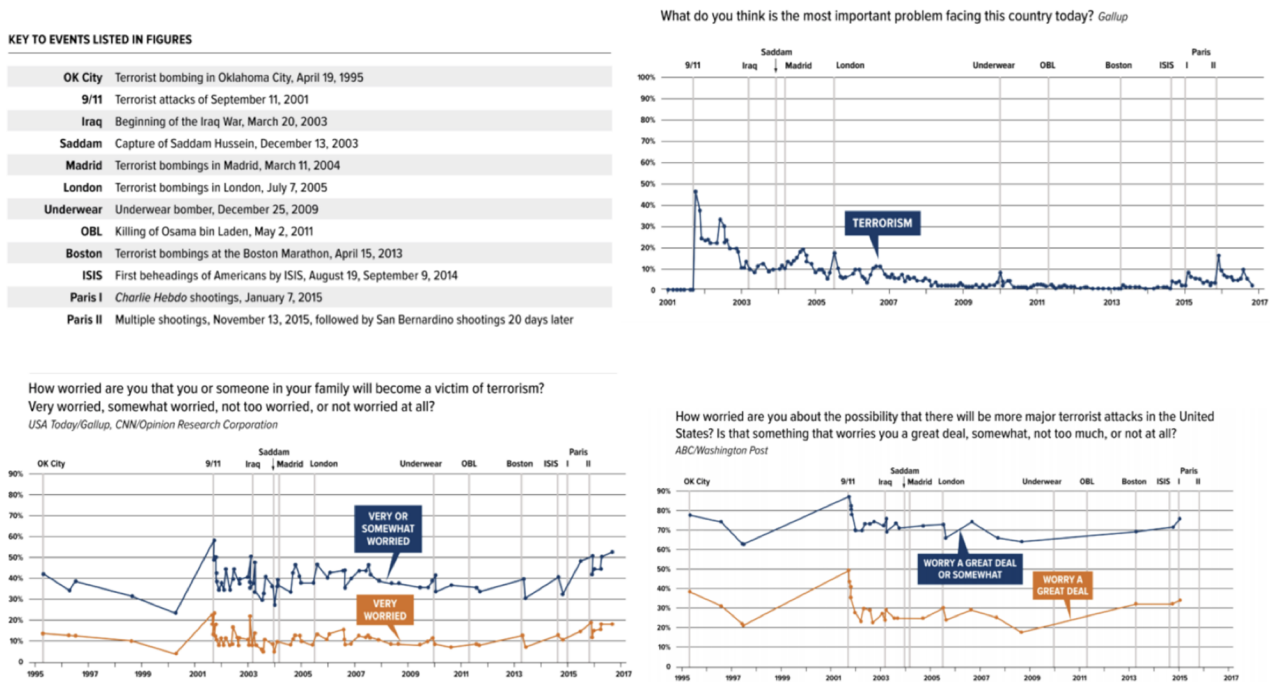 KEY TO EVENTS LISTED IN FIGURES
OK City Terrorist bombing in Oklahoma City, April 19, 1995
9/11 Terrorist attacks of September 11, 2001
Iraq Beginning of the Iraq War, March 20, 2003
Saddam Capture of Saddam Hussein, December 13, 2003
Madrid Terrorist bombings in Madrid, March 11, 2004
London Terrorist bombings in London, July 7, 2005
Underwear Underwear bomber, December 25, 2009
OBL Killing of Osama bin Laden, May 2, 2011
Boston Terrorist bombings at the Boston Marathon, April 15, 2013
ISIS First beheadings of Americans by ISIS, August 19, September 9, 2014
Paris I Charlie Hebdo shootings, January 7, 2015
Paris II Multiple shootings, November 13, 2015, followed by San Bernardino shootings 20 days later
What do you think is the most important problem facing this country today? Gallup
Saddam Paris
9/11 Iraq Madrid London Underwear OBL Boston ISIS I II
100%
90%
80%
70%
60%
50%
40%
30%
20%
10%
0
TERRORISM
2001 2003 2005 2007 2009 2011 2013 2015 2017
How worried are you that you or someone in your family will become a victim of terrorism?
Very worried, somewhat worried, not too worried, or not worried at all?
USA Today/Gallup, CNN/Opinion Research Corporation
Saddam Paris
OK City 9/11 Iraq Madrid London Underwear OBL Boston ISIS I II
90%
80%
70%
60%
50%
40%
30%
20%
10%
0
VERY OR
SOMEWHAT
WORRIED
VERY
WORRIED
1995 1997 1999 2001 2003 2005 2007 2009 2011 2013 2015 2017
How worried are you about the possibility that there will be more major terrorist attacks in the United
States? Is that something that worries you a great deal, somewhat, not too much, or not at all?
ABC/Washington Post
Saddam Paris
OK City 9/11 Iraq Madrid London Underwear OBL Boston ISIS I II
90%
80%
70%
60%
50%
40%
30%
20%
10%
0
WORRY A GREAT DEAL
OR SOMEWHAT
WORRY A
GREAT DEAL
1995 1997 1999 2001 2003 2005 2007 2009 2011 2013 2015 2017